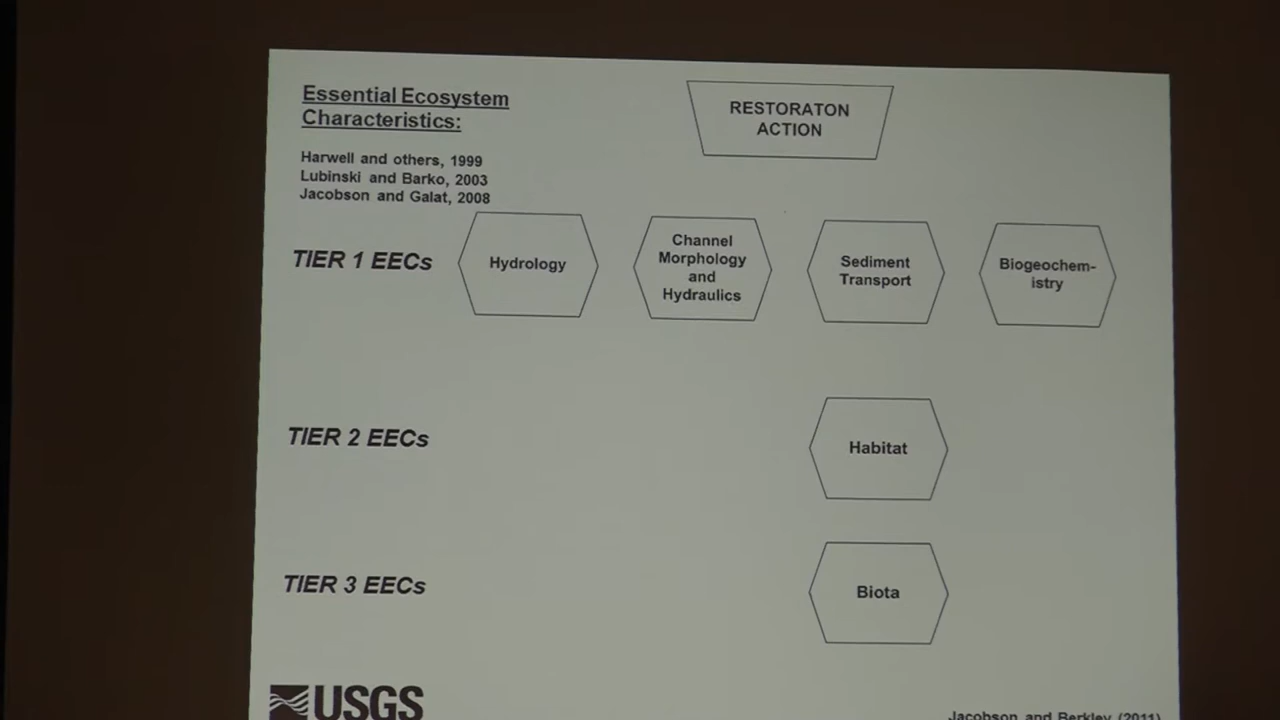 Essential Ecosystem
Characteristics:
Harwell and others, 1999
Lubinski and Barko, 2003
Jacobson and Galat, 2008
RESTORATON
ACTION
TIER 1 EECs
Hydrology
Channel
Morphology
and
Hydraulics
Sediment
Transport
Biogeochem-
istry
TIER 2 EECs
Habitat
TIER 3 EECs
Biota
USGS
Jacobson and Berkley (2011)